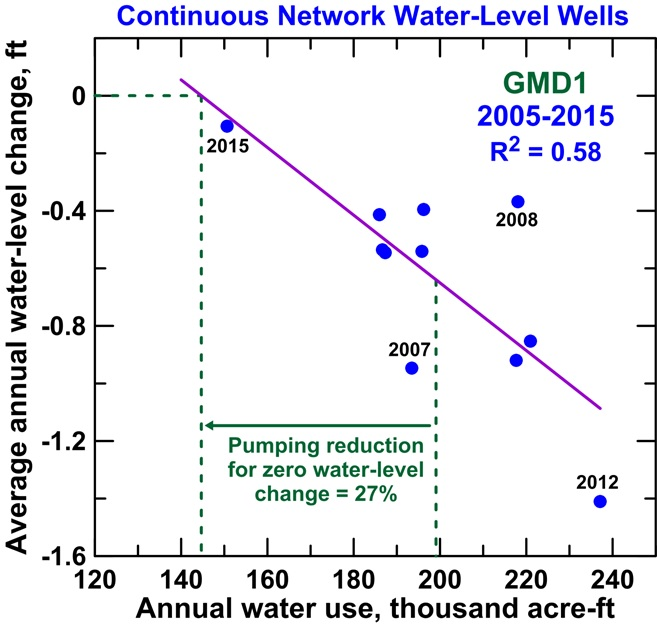 Continuous Network Water-Level Wells
Average annual water-level change, ft
0
-0.4
-0.8
-1.2
-1.6
GMD1
2005-2015
R² = 0.58
2015
2008
2007
2012
Pumping reduction
for zero water-level
change = 27%
120 140 160 180 200 220 240
Annual water use, thousand acre-ft